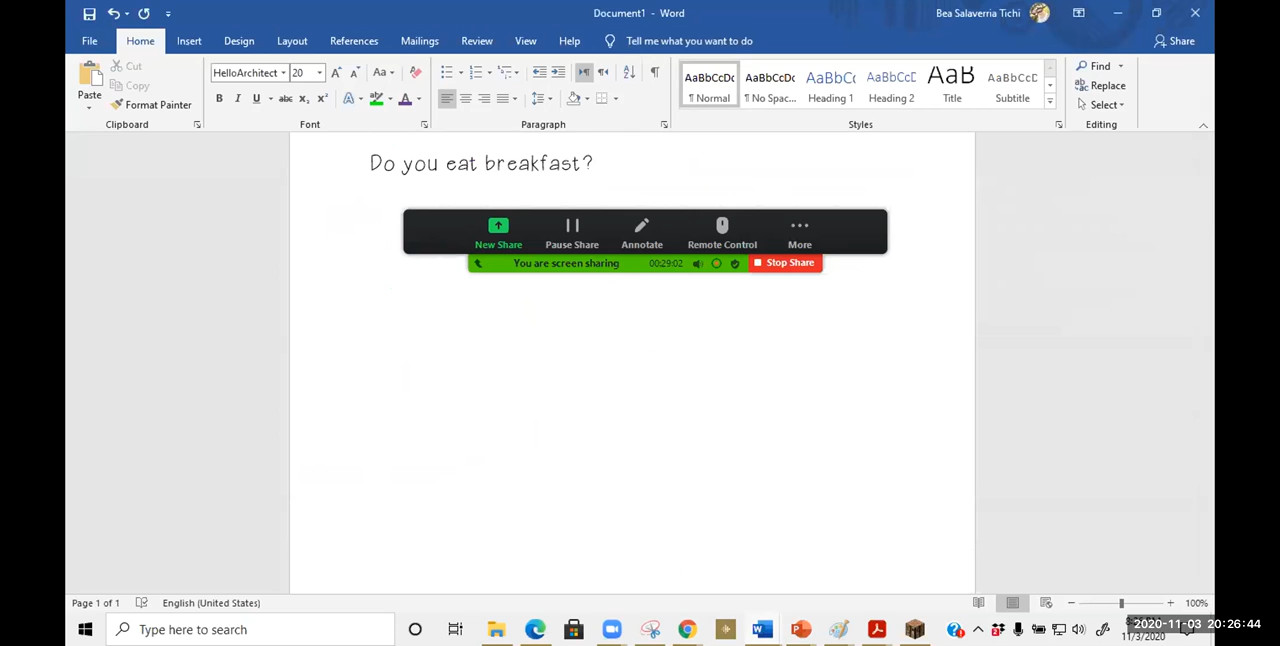 Document1 - Word
Bea Salaverria Tichi
File Home Insert Design Layout References Mailings Review View Help Tell me what you want to do Share
Paste
Cut
Copy
Format Painter
Clipboard
HelloArchitect 20
Font
Paragraph
AaBbCcDc AaBbCcDc AaBbCc AaBbCcD AaB AaBbCcD
¶ Normal ¶ No Spac... Heading 1 Heading 2 Title Subtitle
Styles
Find
Replace
Select
Editing
Do you eat breakfast?
New Share Pause Share Annotate Remote Control More
You are screen sharing 00:29:02 Stop Share
Page 1 of 1 English (United States) 100%
Type here to search
2020-11-03 20:26:44
11/3/2020